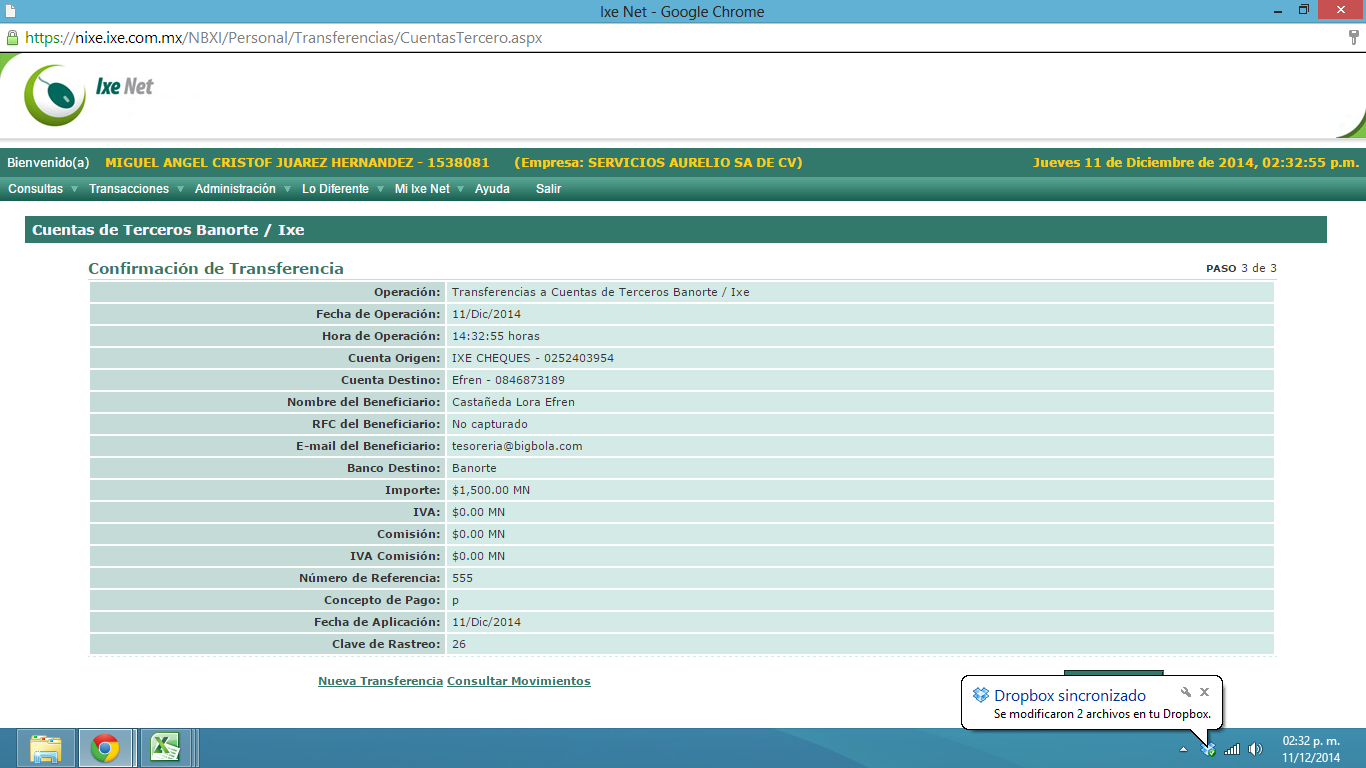 Ixe Net - Google Chrome
https://nixe.ixe.com.mx/NBXI/Personal/Transferencias/CuentasTercero.aspx
Ixe Net
Bienvenido(a) MIGUEL ANGEL CRISTOF JUAREZ HERNANDEZ - 1538081 (Empresa: SERVICIOS AURELIO SA DE CV) Jueves 11 de Diciembre de 2014, 02:32:55 p.m.
Consultas Transacciones Administración Lo Diferente Mi Ixe Net Ayuda Salir
Cuentas de Terceros Banorte / Ixe
Confirmación de Transferencia PASO 3 de 3
Operación: Transferencias a Cuentas de Terceros Banorte / Ixe
Fecha de Operación: 11/Dic/2014
Hora de Operación: 14:32:55 horas
Cuenta Origen: IXE CHEQUES - 0252403954
Cuenta Destino: Efren - 0846873189
Nombre del Beneficiario: Castañeda Lora Efren
RFC del Beneficiario: No capturado
E-mail del Beneficiario: tesoreria@bigbola.com
Banco Destino: Banorte
Importe: $1,500.00 MN
IVA: $0.00 MN
Comisión: $0.00 MN
IVA Comisión: $0.00 MN
Número de Referencia: 555
Concepto de Pago: p
Fecha de Aplicación: 11/Dic/2014
Clave de Rastreo: 26
Nueva Transferencia Consultar Movimientos
Dropbox sincronizado
Se modificaron 2 archivos en tu Dropbox.
02:32 p. m.
11/12/2014